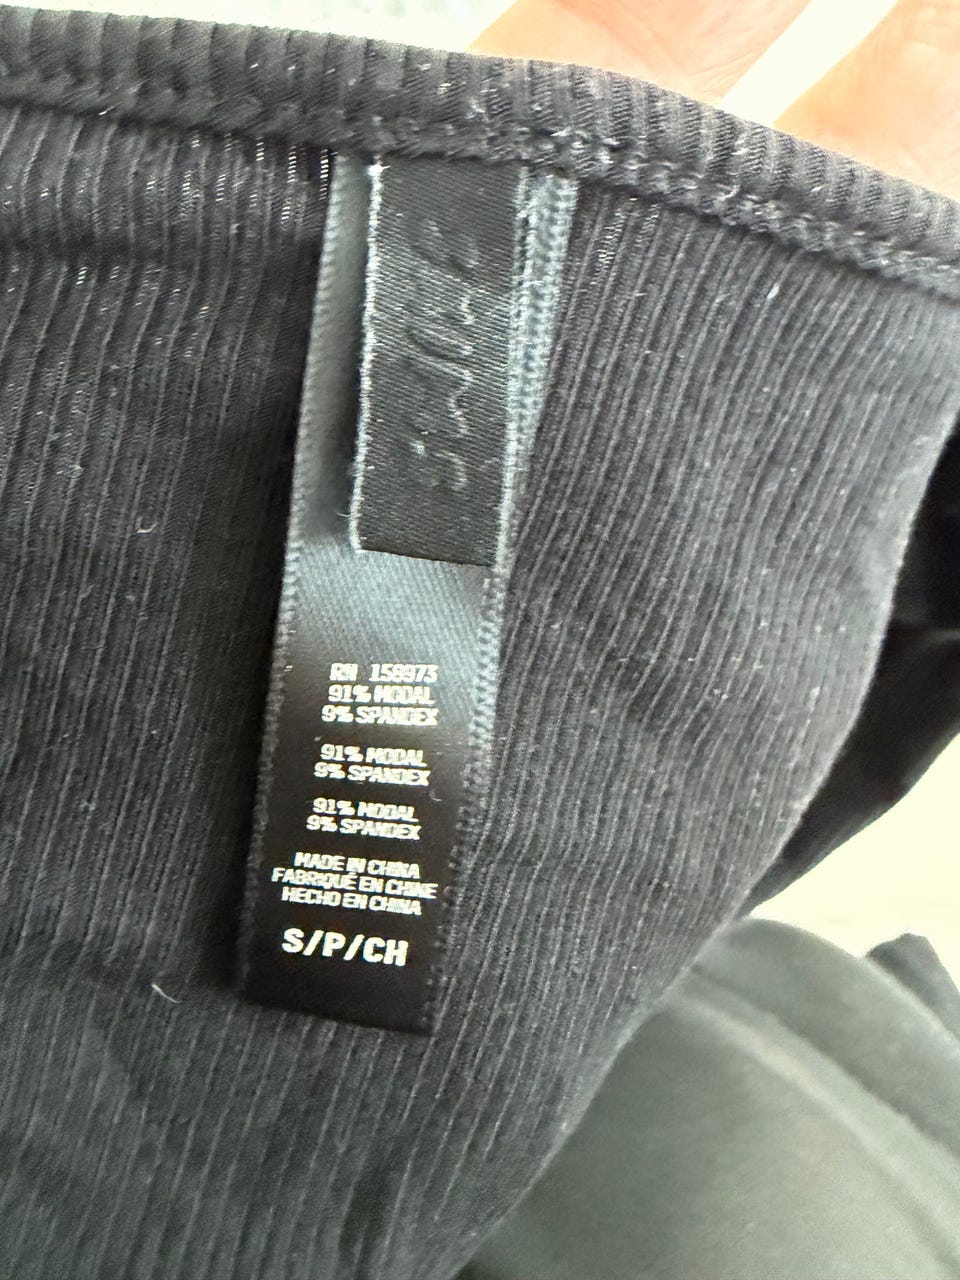 RN 158973
91% MODAL
9% SPANDEX
91% MODAL
9% SPANDEX
91% MODAL
9% SPANDEX
MADE IN CHINA
FABRIQUÉ EN CHINE
HECHO EN CHINA
S/P/CH